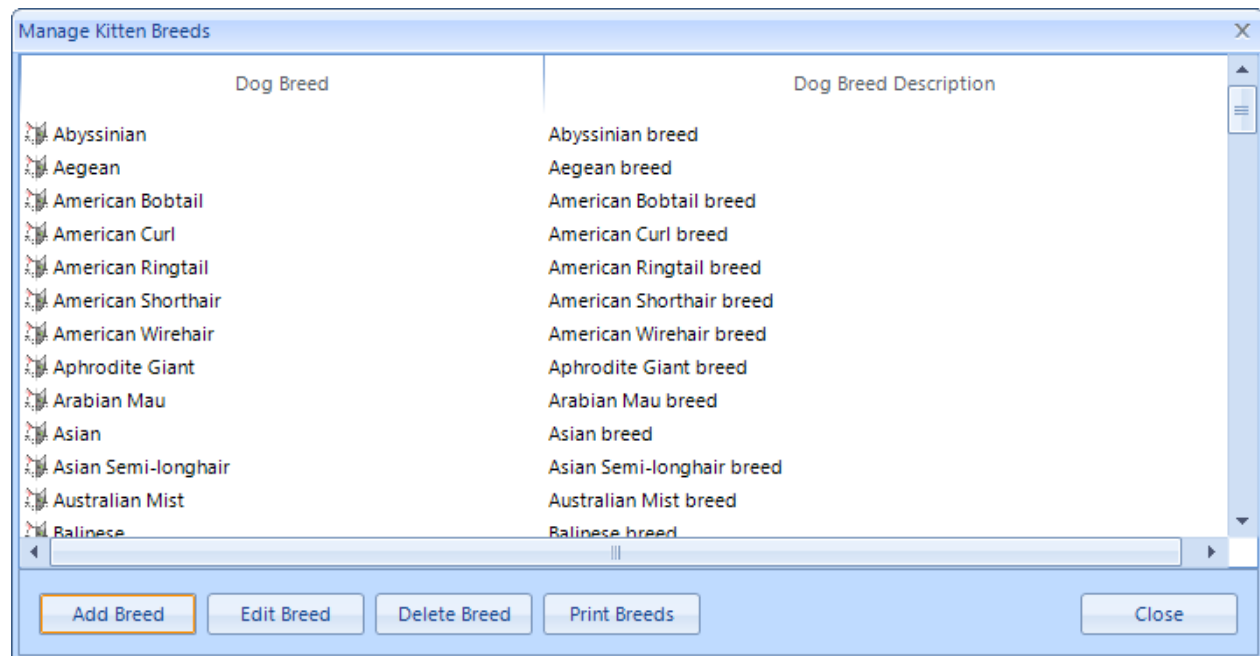 Manage Kitten Breeds
Dog Breed Dog Breed Description
Abyssinian Abyssinian breed
Aegean Aegean breed
American Bobtail American Bobtail breed
American Curl American Curl breed
American Ringtail American Ringtail breed
American Shorthair American Shorthair breed
American Wirehair American Wirehair breed
Aphrodite Giant Aphrodite Giant breed
Arabian Mau Arabian Mau breed
Asian Asian breed
Asian Semi-longhair Asian Semi-longhair breed
Australian Mist Australian Mist breed
Balinese Balinese breed
Add Breed Edit Breed Delete Breed Print Breeds Close